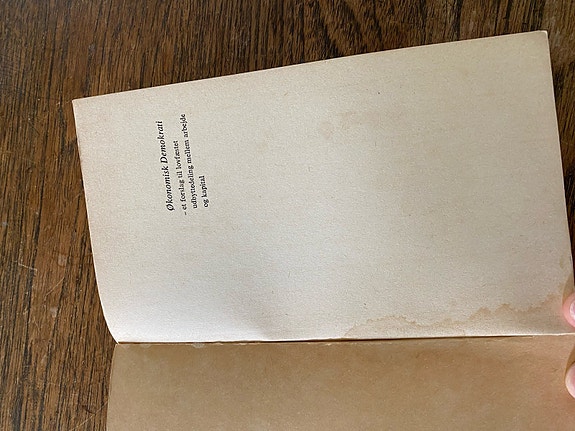 Økonomisk Demokrati
– et forslag til lovfæstet
udbyttedeling mellem arbejde
og kapital